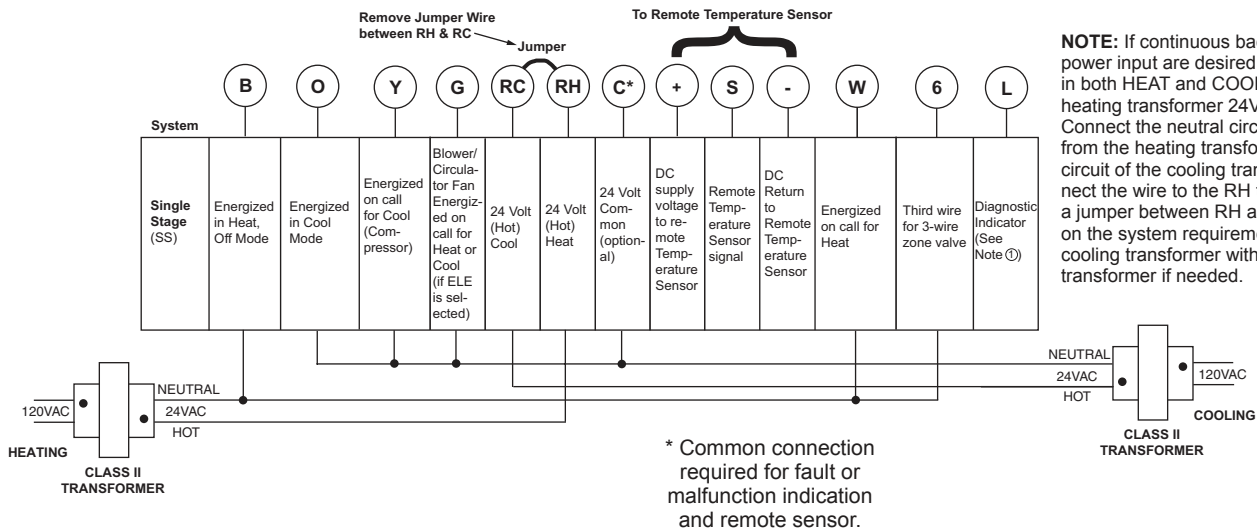 Remove Jumper Wire
between RH & RC
Jumper
To Remote Temperature Sensor
B
O
Y
G
RC
RH
C*
+
S
-
W
6
L
System
Single
Stage
(SS)
Energized
in Heat,
Off Mode
Energized
in Cool
Mode
Energized
on call
for Cool
(Com-
pressor)
Blower/
Circula-
tor Fan
Energiz-
ed on
call for
Heat or
Cool
(if ELE
is sel-
ected)
24 Volt
(Hot)
Cool
24 Volt
(Hot)
Heat
24 Volt
Com-
mon
(option-
al)
DC
supply
voltage
to re-
mote
Temp-
erature
Sensor
Remote
Temp-
erature
Sensor
signal
DC
Return
to
Remote
Temp-
erature
Sensor
Energized
on call for
Heat
Third wire
for 3-wire
zone valve
Diagnostic
Indicator
(See
Note ①)
NOTE: If continuous
power input are desired
in both HEAT and
heating transformer
Connect the neutral
from the heating
circuit of the cooling
nect the wire to the RH
a jumper between RH
on the system
cooling transformer with
transformer if needed.
120VAC
NEUTRAL
24VAC
HOT
HEATING
CLASS II
TRANSFORMER
NEUTRAL
24VAC
HOT
120VAC
COOLING
CLASS II
TRANSFORMER
* Common connection
required for fault or
malfunction indication
and remote sensor.